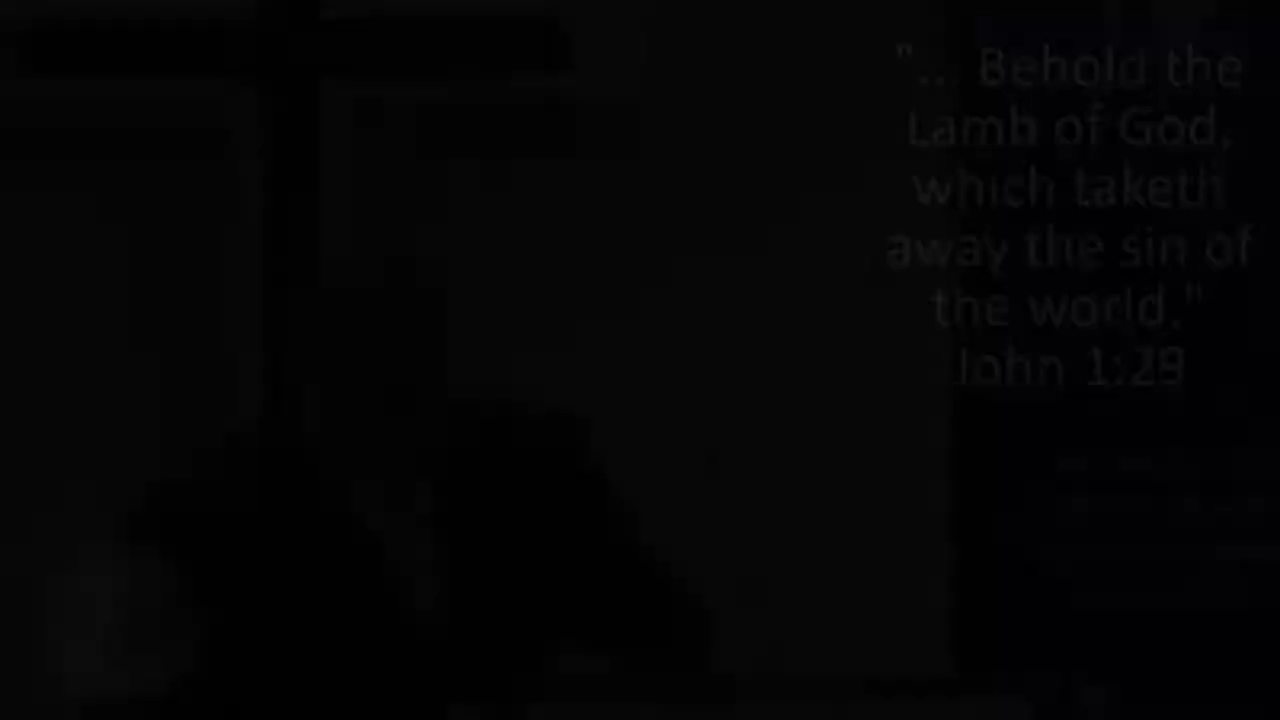 ".. Behold the
Lamb of God,
which taketh
away the sin of
the world."
John 1:29